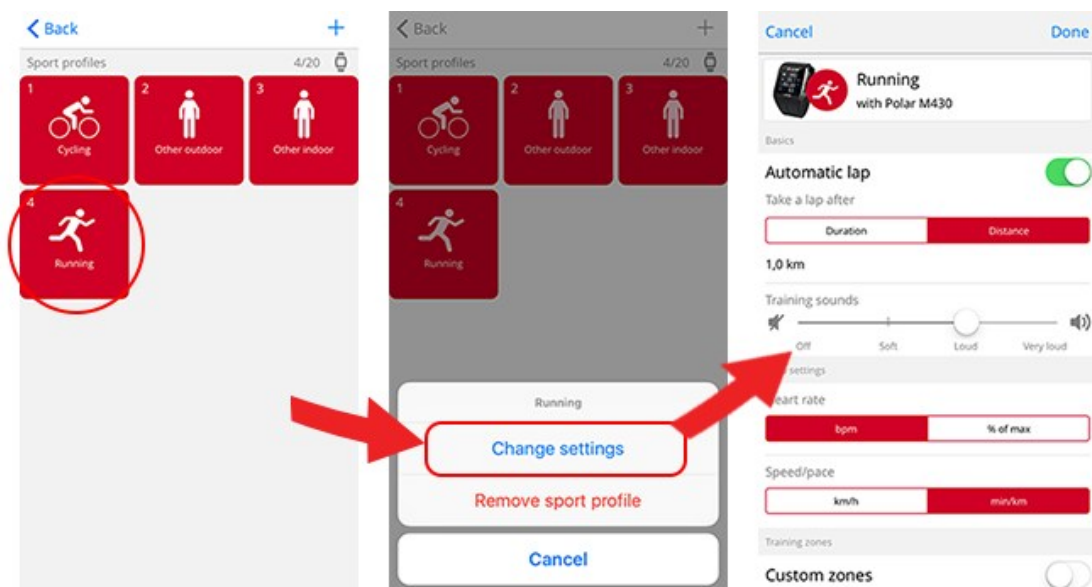 Back
+
Sport profiles 4/20
1 2 3
Cycling Other outdoor Other indoor
4
Running
Back
+
Sport profiles 4/20
1 2 3
Cycling Other outdoor Other indoor
4
Running
Running
Change settings
Remove sport profile
Cancel
Cancel Done
Running
with Polar M430
Basics
Automatic lap
Take a lap after
Duration Distance
1,0 km
Training sounds
Off Soft Loud Very loud
settings
eart rate
bpm % of max
Speed/pace
km/h min/km
Training zones
Custom zones